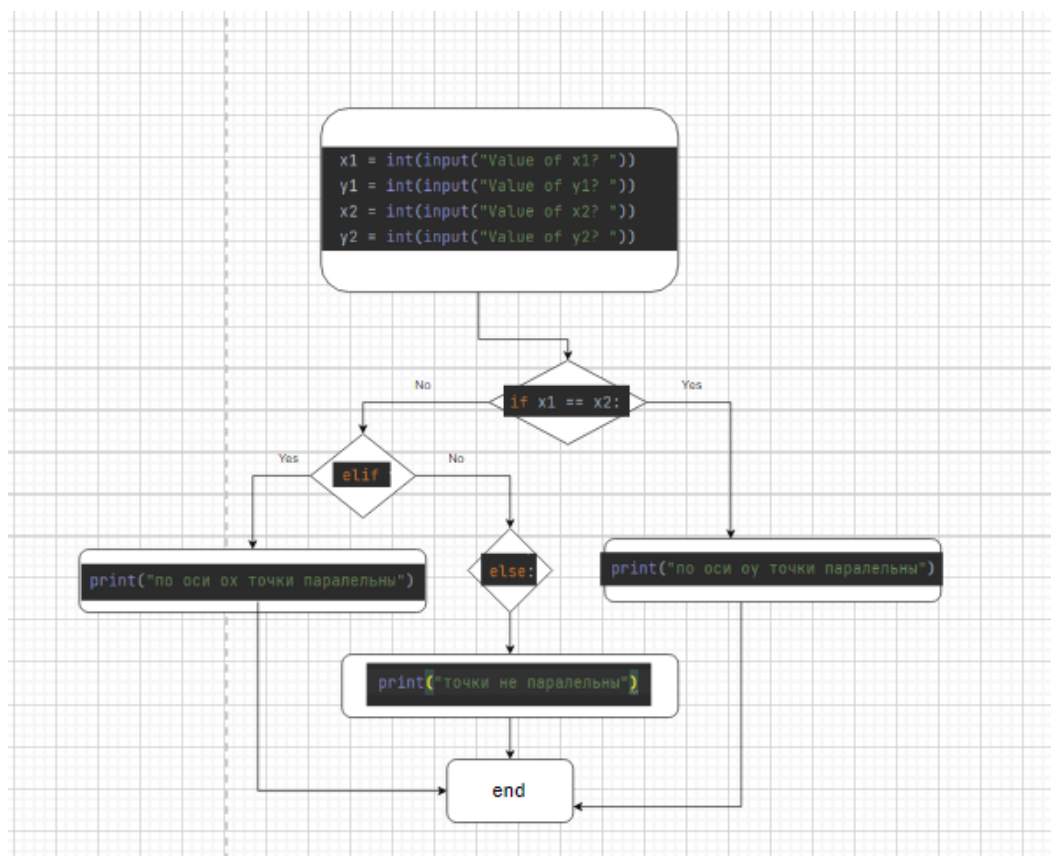 x1 = int(input("Value of x1? "))
y1 = int(input("Value of y1? "))
x2 = int(input("Value of x2? "))
y2 = int(input("Value of y2? "))
No
if x1 == x2:
Yes
Yes
elif
No
print("по оси ох точки паралельны")
else:
print("по оси оу точки паралельны")
print("точки не паралельны")
end